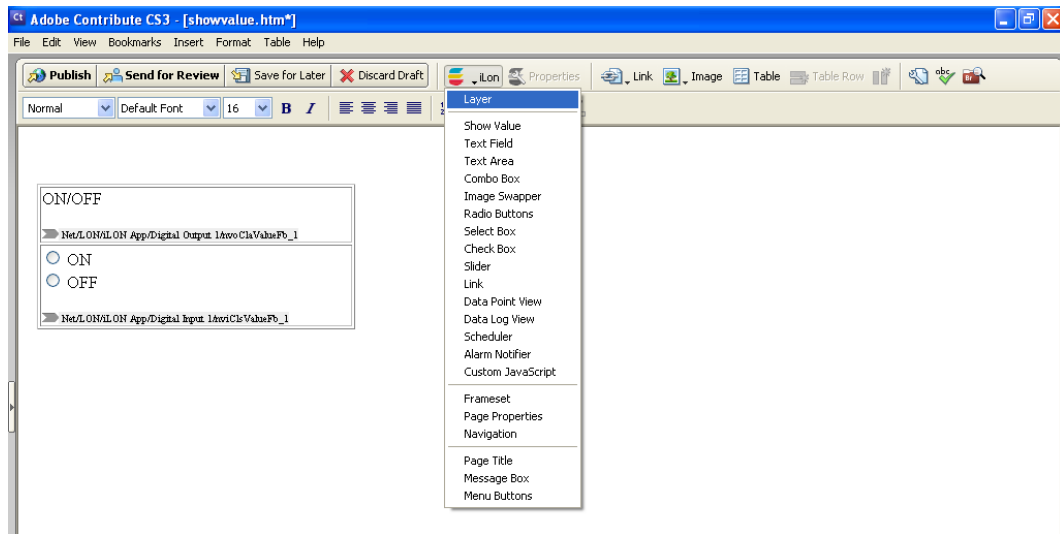 Ct Adobe Contribute CS3 - [showvalue.htm*]
File Edit View Bookmarks Insert Format Table Help
Publish Send for Review Save for Later Discard Draft iLon Properties Link Image Table Table Row abc
Normal Default Font 16 B I
Layer
Show Value
Text Field
Text Area
Combo Box
Image Swapper
Radio Buttons
Select Box
Check Box
Slider
Link
Data Point View
Data Log View
Scheduler
Alarm Notifier
Custom JavaScript
Frameset
Page Properties
Navigation
Page Title
Message Box
Menu Buttons
ON/OFF
Net/LON/iLON App/Digital Output 1/nvoClaValueFb_1
ON
OFF
Net/LON/iLON App/Digital Input 1/nviClsValueFb_1